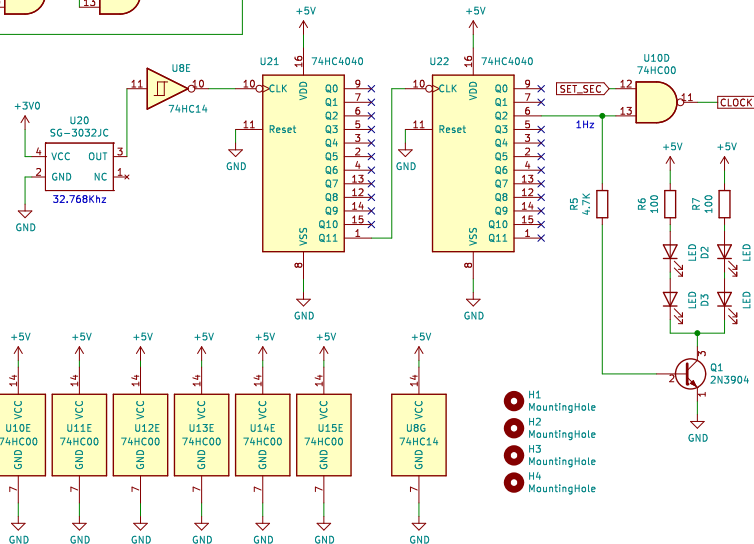 13
+5V
+5V
U8E
11
10
74HC14
U21
74HC4040
16
VDD
10
CLK
11
Reset
GND
Q0 9
Q1 7
Q2 6
Q3 5
Q4 3
Q5 2
Q6 4
Q7 13
Q8 12
Q9 14
Q10 15
Q11 1
VSS
8
GND
U22
74HC4040
16
VDD
10
CLK
11
Reset
GND
Q0 9
Q1 7
Q2 6
Q3 5
Q4 3
Q5 2
Q6 4
Q7 13
Q8 12
Q9 14
Q10 15
Q11 1
VSS
8
GND
U10D
74HC00
SET_SEC
12
13
11
CLOCK
1Hz
+3V0
U20
SG-3032JC
4 VCC OUT 3
2 GND NC 1
32.768Khz
GND
+5V
+5V
R5
4.7K
R6
100
R7
100
LED
D2
LED
LED
D3
LED
3
2
1
Q1
2N3904
GND
+5V
+5V
+5V
+5V
+5V
+5V
+5V
14
14
14
14
14
14
14
VCC
VCC
VCC
VCC
VCC
VCC
VCC
U10E
74HC00
U11E
74HC00
U12E
74HC00
U13E
74HC00
U14E
74HC00
U15E
74HC00
U8G
74HC14
GND
GND
GND
GND
GND
GND
GND
7
7
7
7
7
7
7
GND
GND
GND
GND
GND
GND
GND
H1
MountingHole
H2
MountingHole
H3
MountingHole
H4
MountingHole